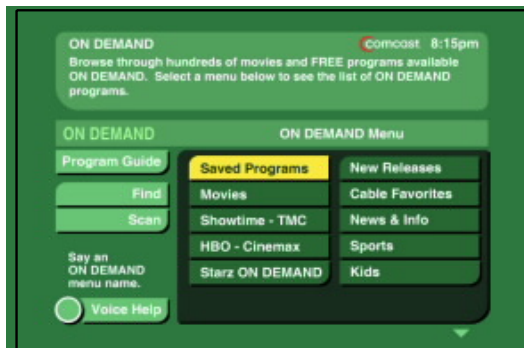 ON DEMAND
comcast 8:15pm
Browse through hundreds of movies and FREE programs available
ON DEMAND. Select a menu below to see the list of ON DEMAND
programs.
ON DEMAND
ON DEMAND Menu
Program Guide
Find
Scan
Say an
ON DEMAND
menu name.
Voice Help
Saved Programs
Movies
Showtime - TMC
HBO - Cinemax
Starz ON DEMAND
New Releases
Cable Favorites
News & Info
Sports
Kids